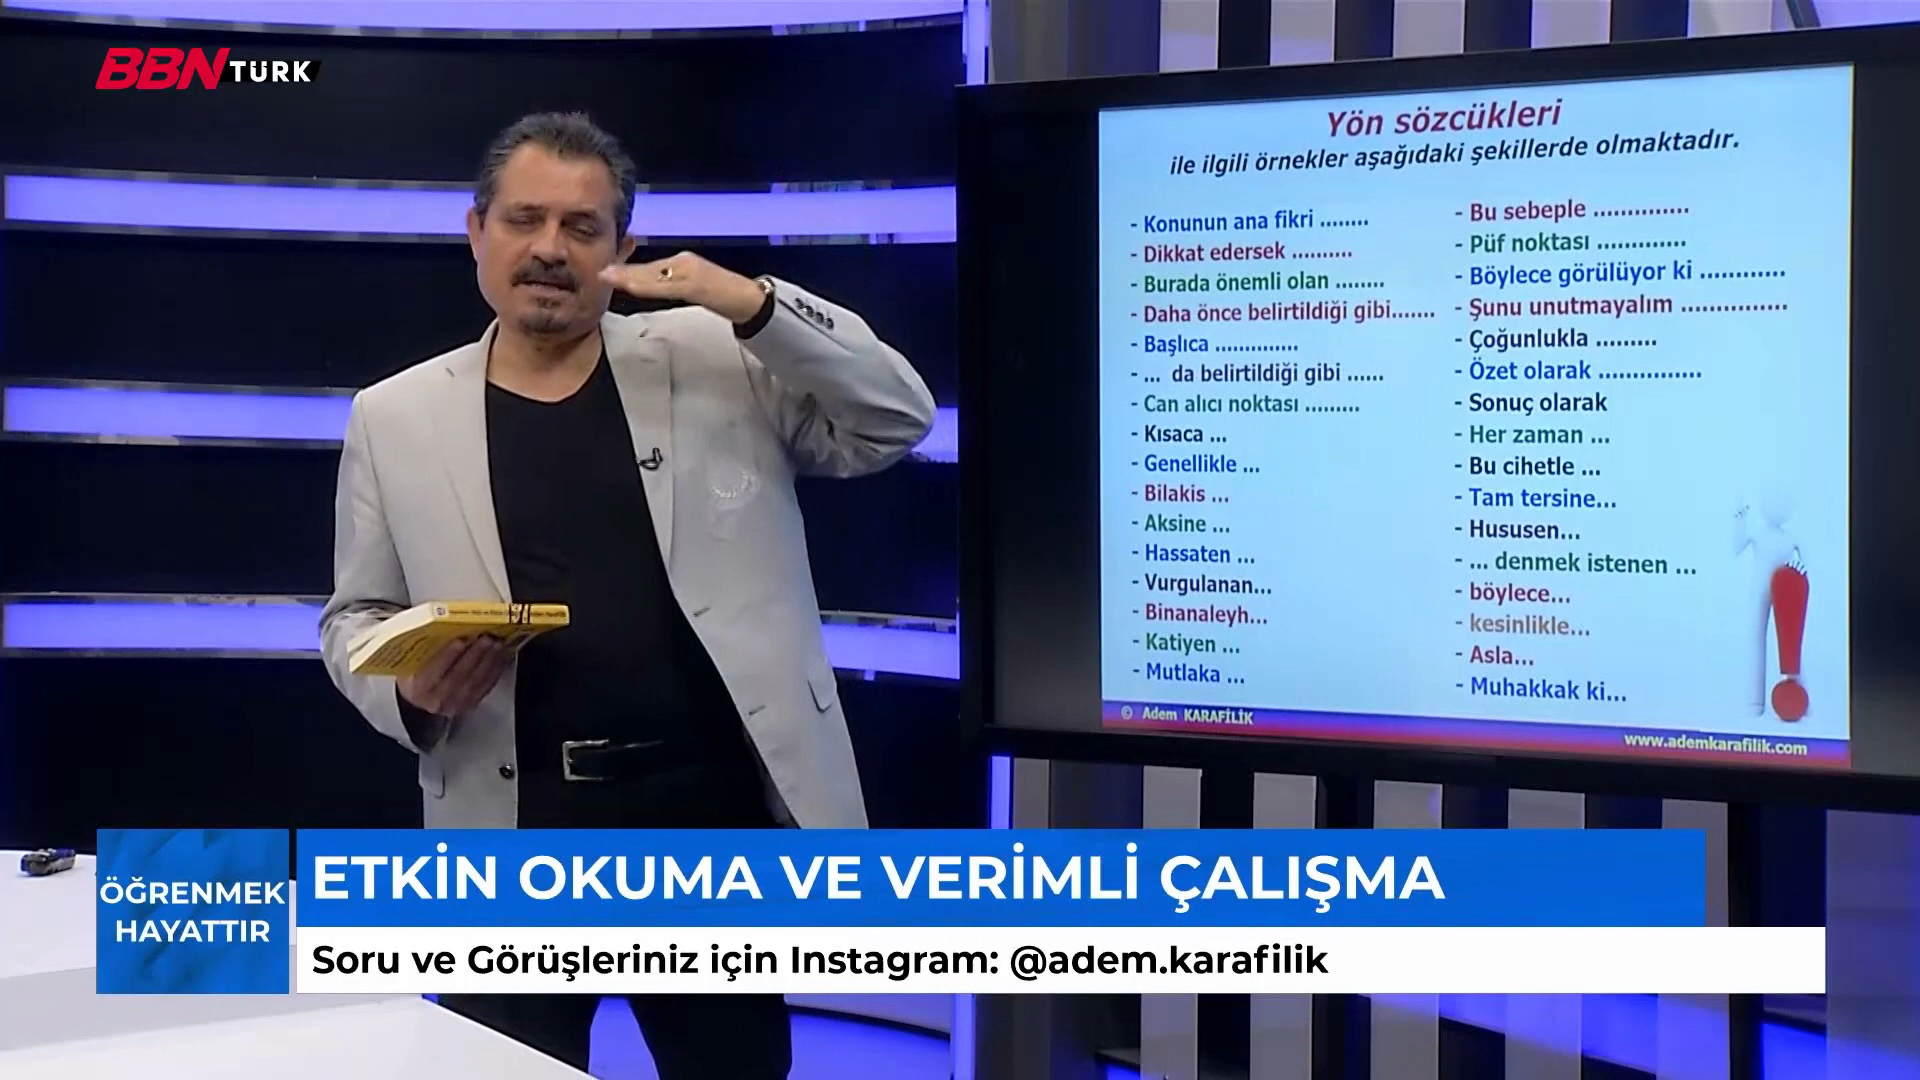 BBN TÜRK
Yön sözcükleri
ile ilgili örnekler aşağıdaki şekillerde olmaktadır.
- Konunun ana fikri ........
- Dikkat edersek ..........
- Burada önemli olan ........
- Daha önce belirtildiği gibi.......
- Başlıca ..............
- ... da belirtildiği gibi ......
- Can alıcı noktası .........
- Kısaca ...
- Genellikle ...
- Bilakis ...
- Aksine ...
- Hassaten ...
- Vurgulanan...
- Binanaleyh...
- Katiyen ...
- Mutlaka ...
- Bu sebeple ..............
- Püf noktası .............
- Böylece görülüyor ki ............
- Şunu unutmayalım ...............
- Çoğunlukla .........
- Özet olarak ...............
- Sonuç olarak
- Her zaman ...
- Bu cihetle ...
- Tam tersine...
- Hususen...
- ... denmek istenen ...
- böylece...
- kesinlikle...
- Asla...
- Muhakkak ki...
© Adem KARAFİLİK
www.ademkarafilik.com
ÖĞRENMEK
HAYATTIR
ETKİN OKUMA VE VERİMLİ ÇALIŞMA
Soru ve Görüşleriniz için Instagram: @adem.karafilik